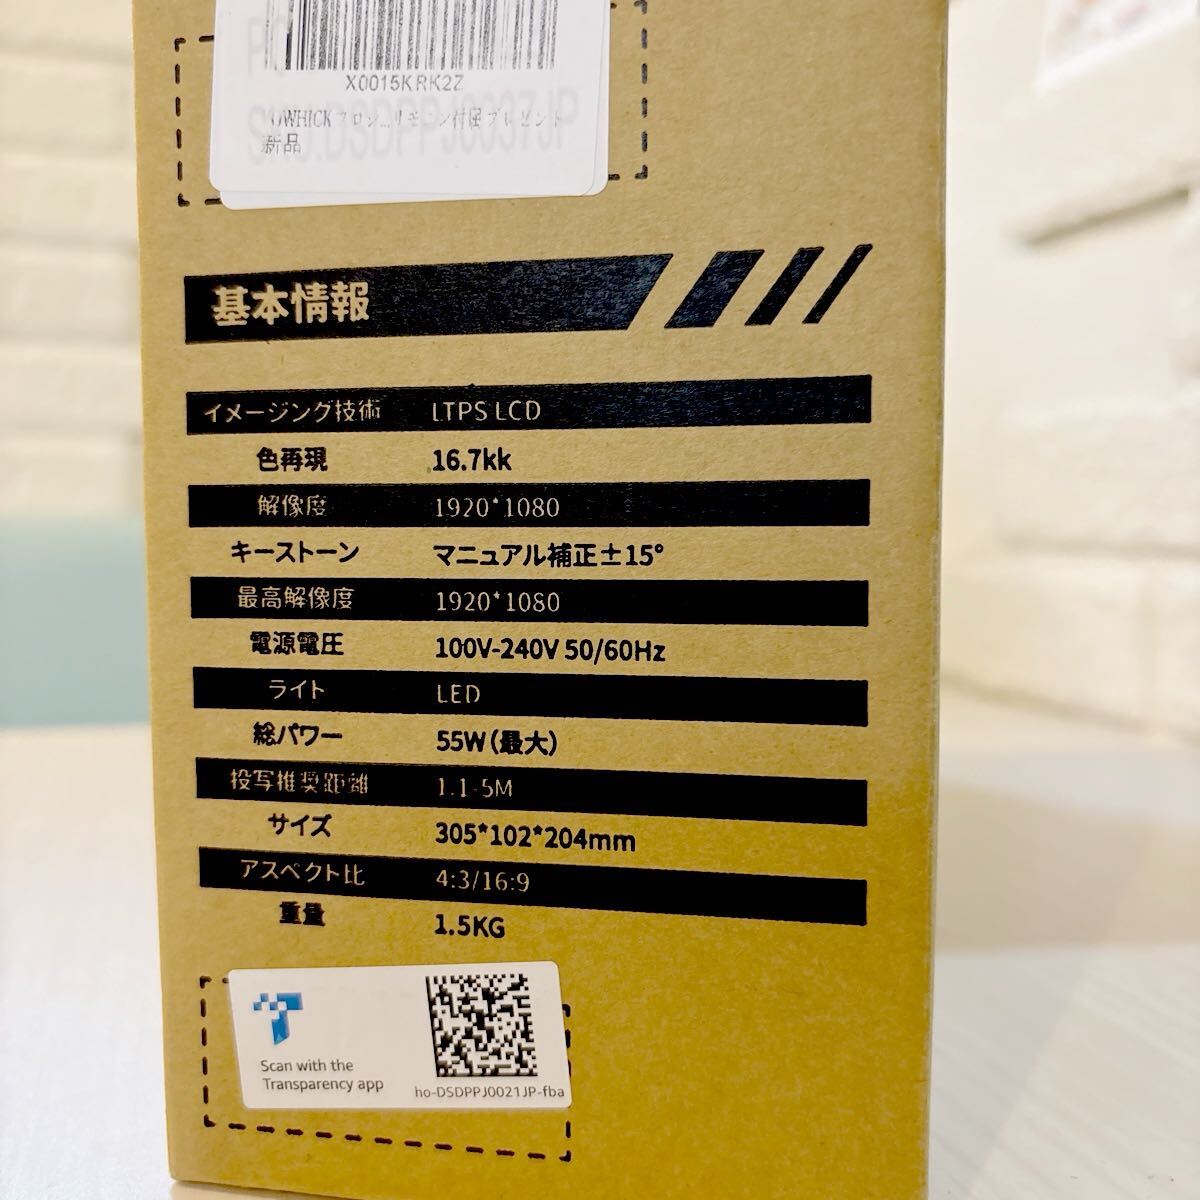 X0015KRK2Z
新品
基本情報
イメージング技術 LTPS LCD
色再現 16.7kk
解像度 1920*1080
キーストーン マニュアル補正±15°
最高解像度 1920*1080
電源電圧 100V-240V 50/60Hz
ライト LED
総パワー 55W(最大)
投写推奨距離 1.1-5M
サイズ 305*102*204mm
アスペクト比 4:3/16:9
重量 1.5KG
Scan with the
Transparency app
ho-DSDPPJ0021JP-fba